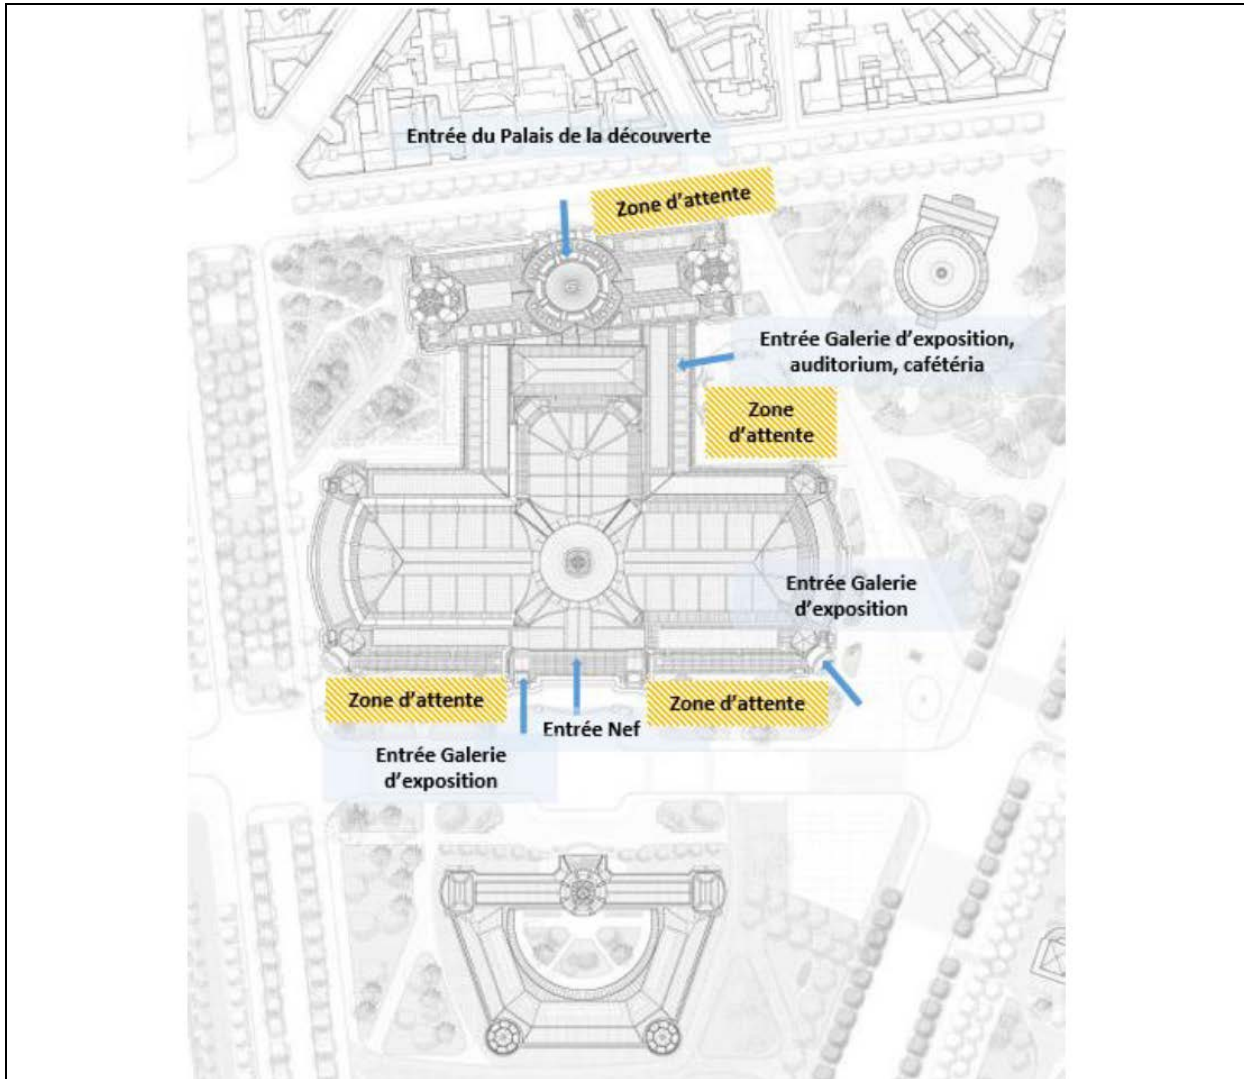 Entrée du Palais de la découverte
Zone d'attente
Entrée Galerie d'exposition,
auditorium, cafétéria
Zone
d'attente
Entrée Galerie
d'exposition
Zone d'attente
Zone d'attente
Entrée Nef
Entrée Galerie
d'exposition